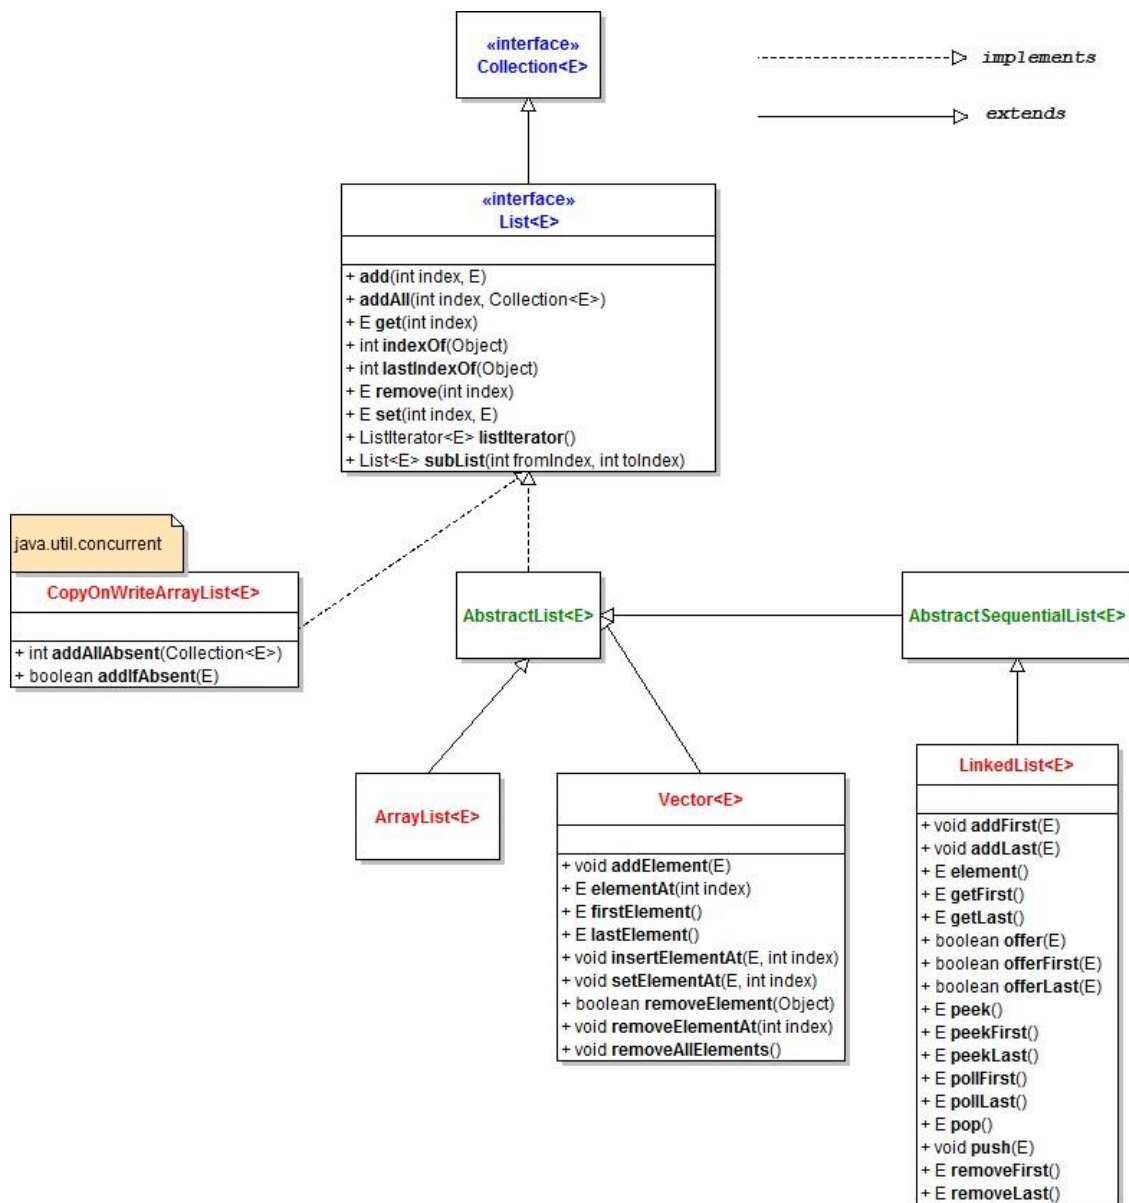 «interface»
Collection<E>
implements
extends
«interface»
List<E>
+ add(int index, E)
+ addAll(int index, Collection<E>)
+ E get(int index)
+ int indexOf(Object)
+ int lastIndexOf(Object)
+ E remove(int index)
+ E set(int index, E)
+ ListIterator<E> listIterator()
+ List<E> subList(int fromIndex, int toIndex)
java.util.concurrent
CopyOnWriteArrayList<E>
+ int addAllAbsent(Collection<E>)
+ boolean addIfAbsent(E)
AbstractList<E>
AbstractSequentialList<E>
ArrayList<E>
Vector<E>
+ void addElement(E)
+ E elementAt(int index)
+ E firstElement()
+ E lastElement()
+ void insertElementAt(E, int index)
+ void setElementAt(E, int index)
+ boolean removeElement(Object)
+ void removeElementAt(int index)
+ void removeAllElements()
LinkedList<E>
+ void addFirst(E)
+ void addLast(E)
+ E element()
+ E getFirst()
+ E getLast()
+ boolean offer(E)
+ boolean offerFirst(E)
+ boolean offerLast(E)
+ E peek()
+ E peekFirst()
+ E peekLast()
+ E pollFirst()
+ E pollLast()
+ E pop()
+ void push(E)
+ E removeFirst()
+ E removeLast()